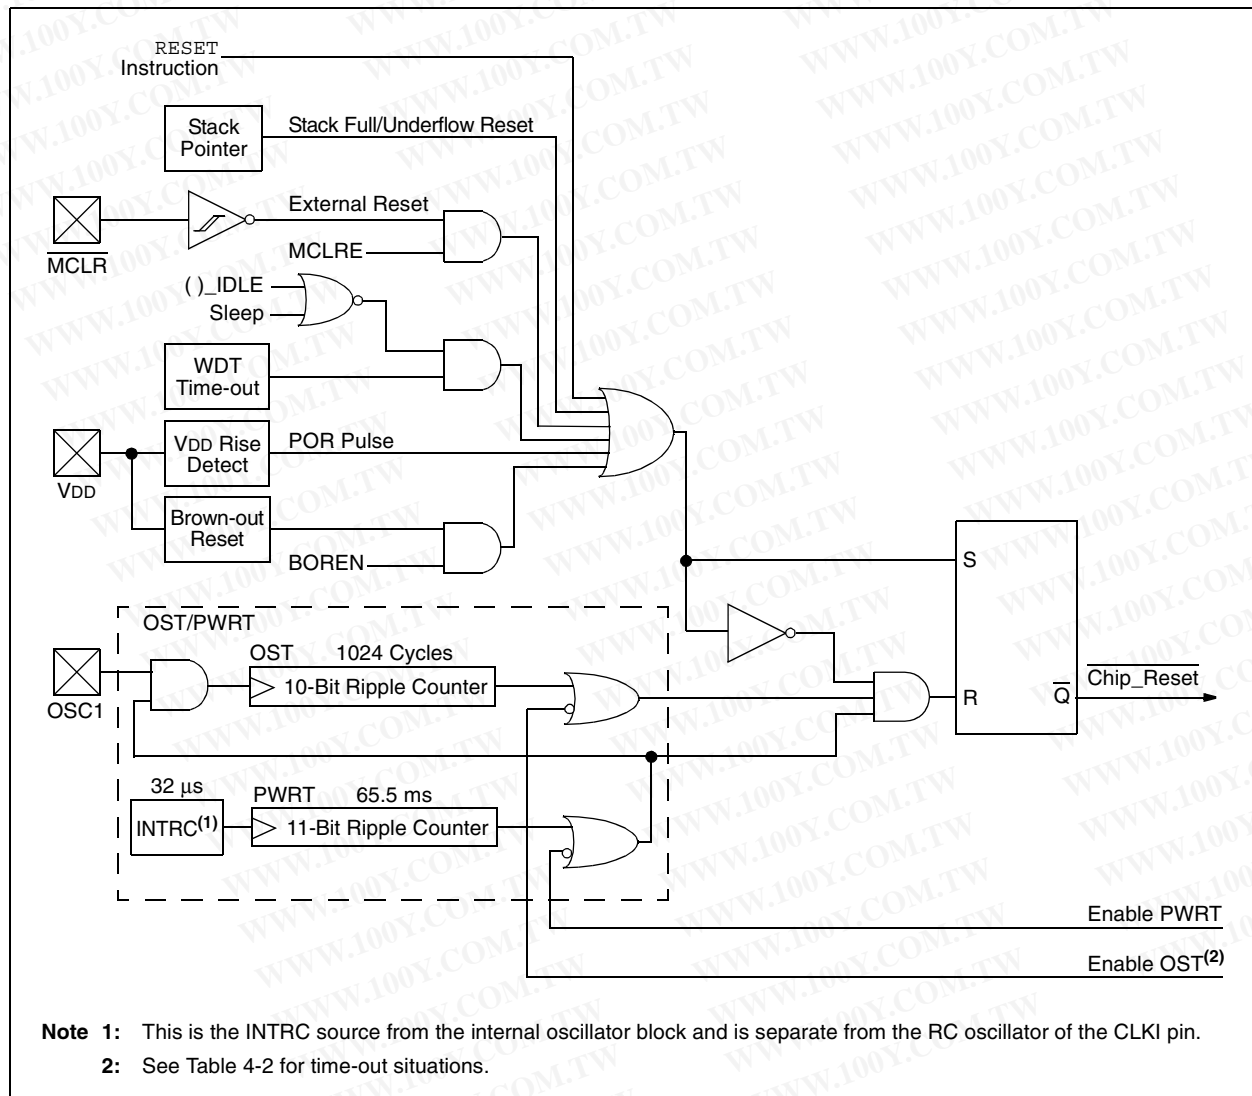 RESET
Instruction
Stack
Pointer
Stack Full/Underflow Reset
External Reset
MCLRE
MCLR
( )_IDLE
Sleep
WDT
Time-out
VDD Rise
Detect
POR Pulse
VDD
Brown-out
Reset
BOREN
S
OST/PWRT
OST 1024 Cycles
10-Bit Ripple Counter
OSC1
R
Q
Chip_Reset
32 µs
INTRC(1)
PWRT 65.5 ms
11-Bit Ripple Counter
Enable PWRT
Enable OST(2)
Note 1: This is the INTRC source from the internal oscillator block and is separate from the RC oscillator of the CLKI pin.
2: See Table 4-2 for time-out situations.
WWW.100Y.COM.TW